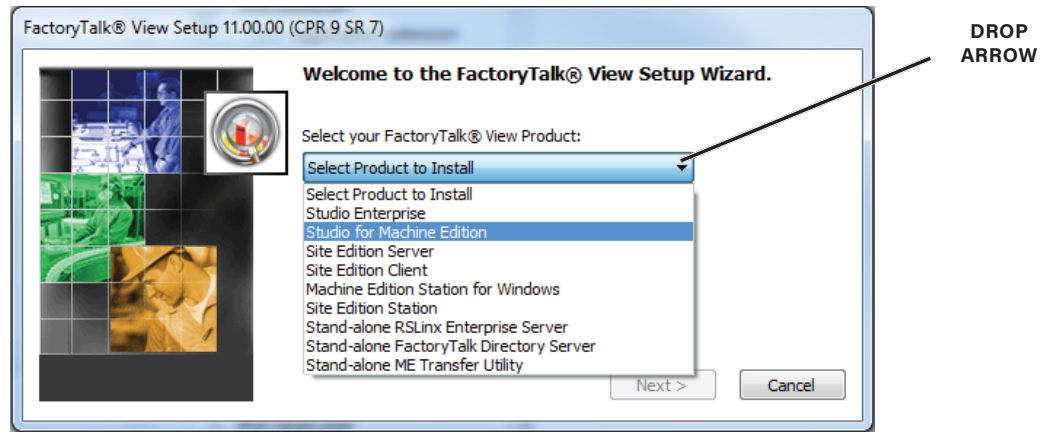 FactoryTalk® View Setup 11.00.00 (CPR 9 SR 7)
DROP
ARROW
Welcome to the FactoryTalk® View Setup Wizard.
Select your FactoryTalk® View Product:
Select Product to Install
Select Product to Install
Studio Enterprise
Studio for Machine Edition
Site Edition Server
Site Edition Client
Machine Edition Station for Windows
Site Edition Station
Stand-alone RSLinx Enterprise Server
Stand-alone FactoryTalk Directory Server
Stand-alone ME Transfer Utility
Next >
Cancel